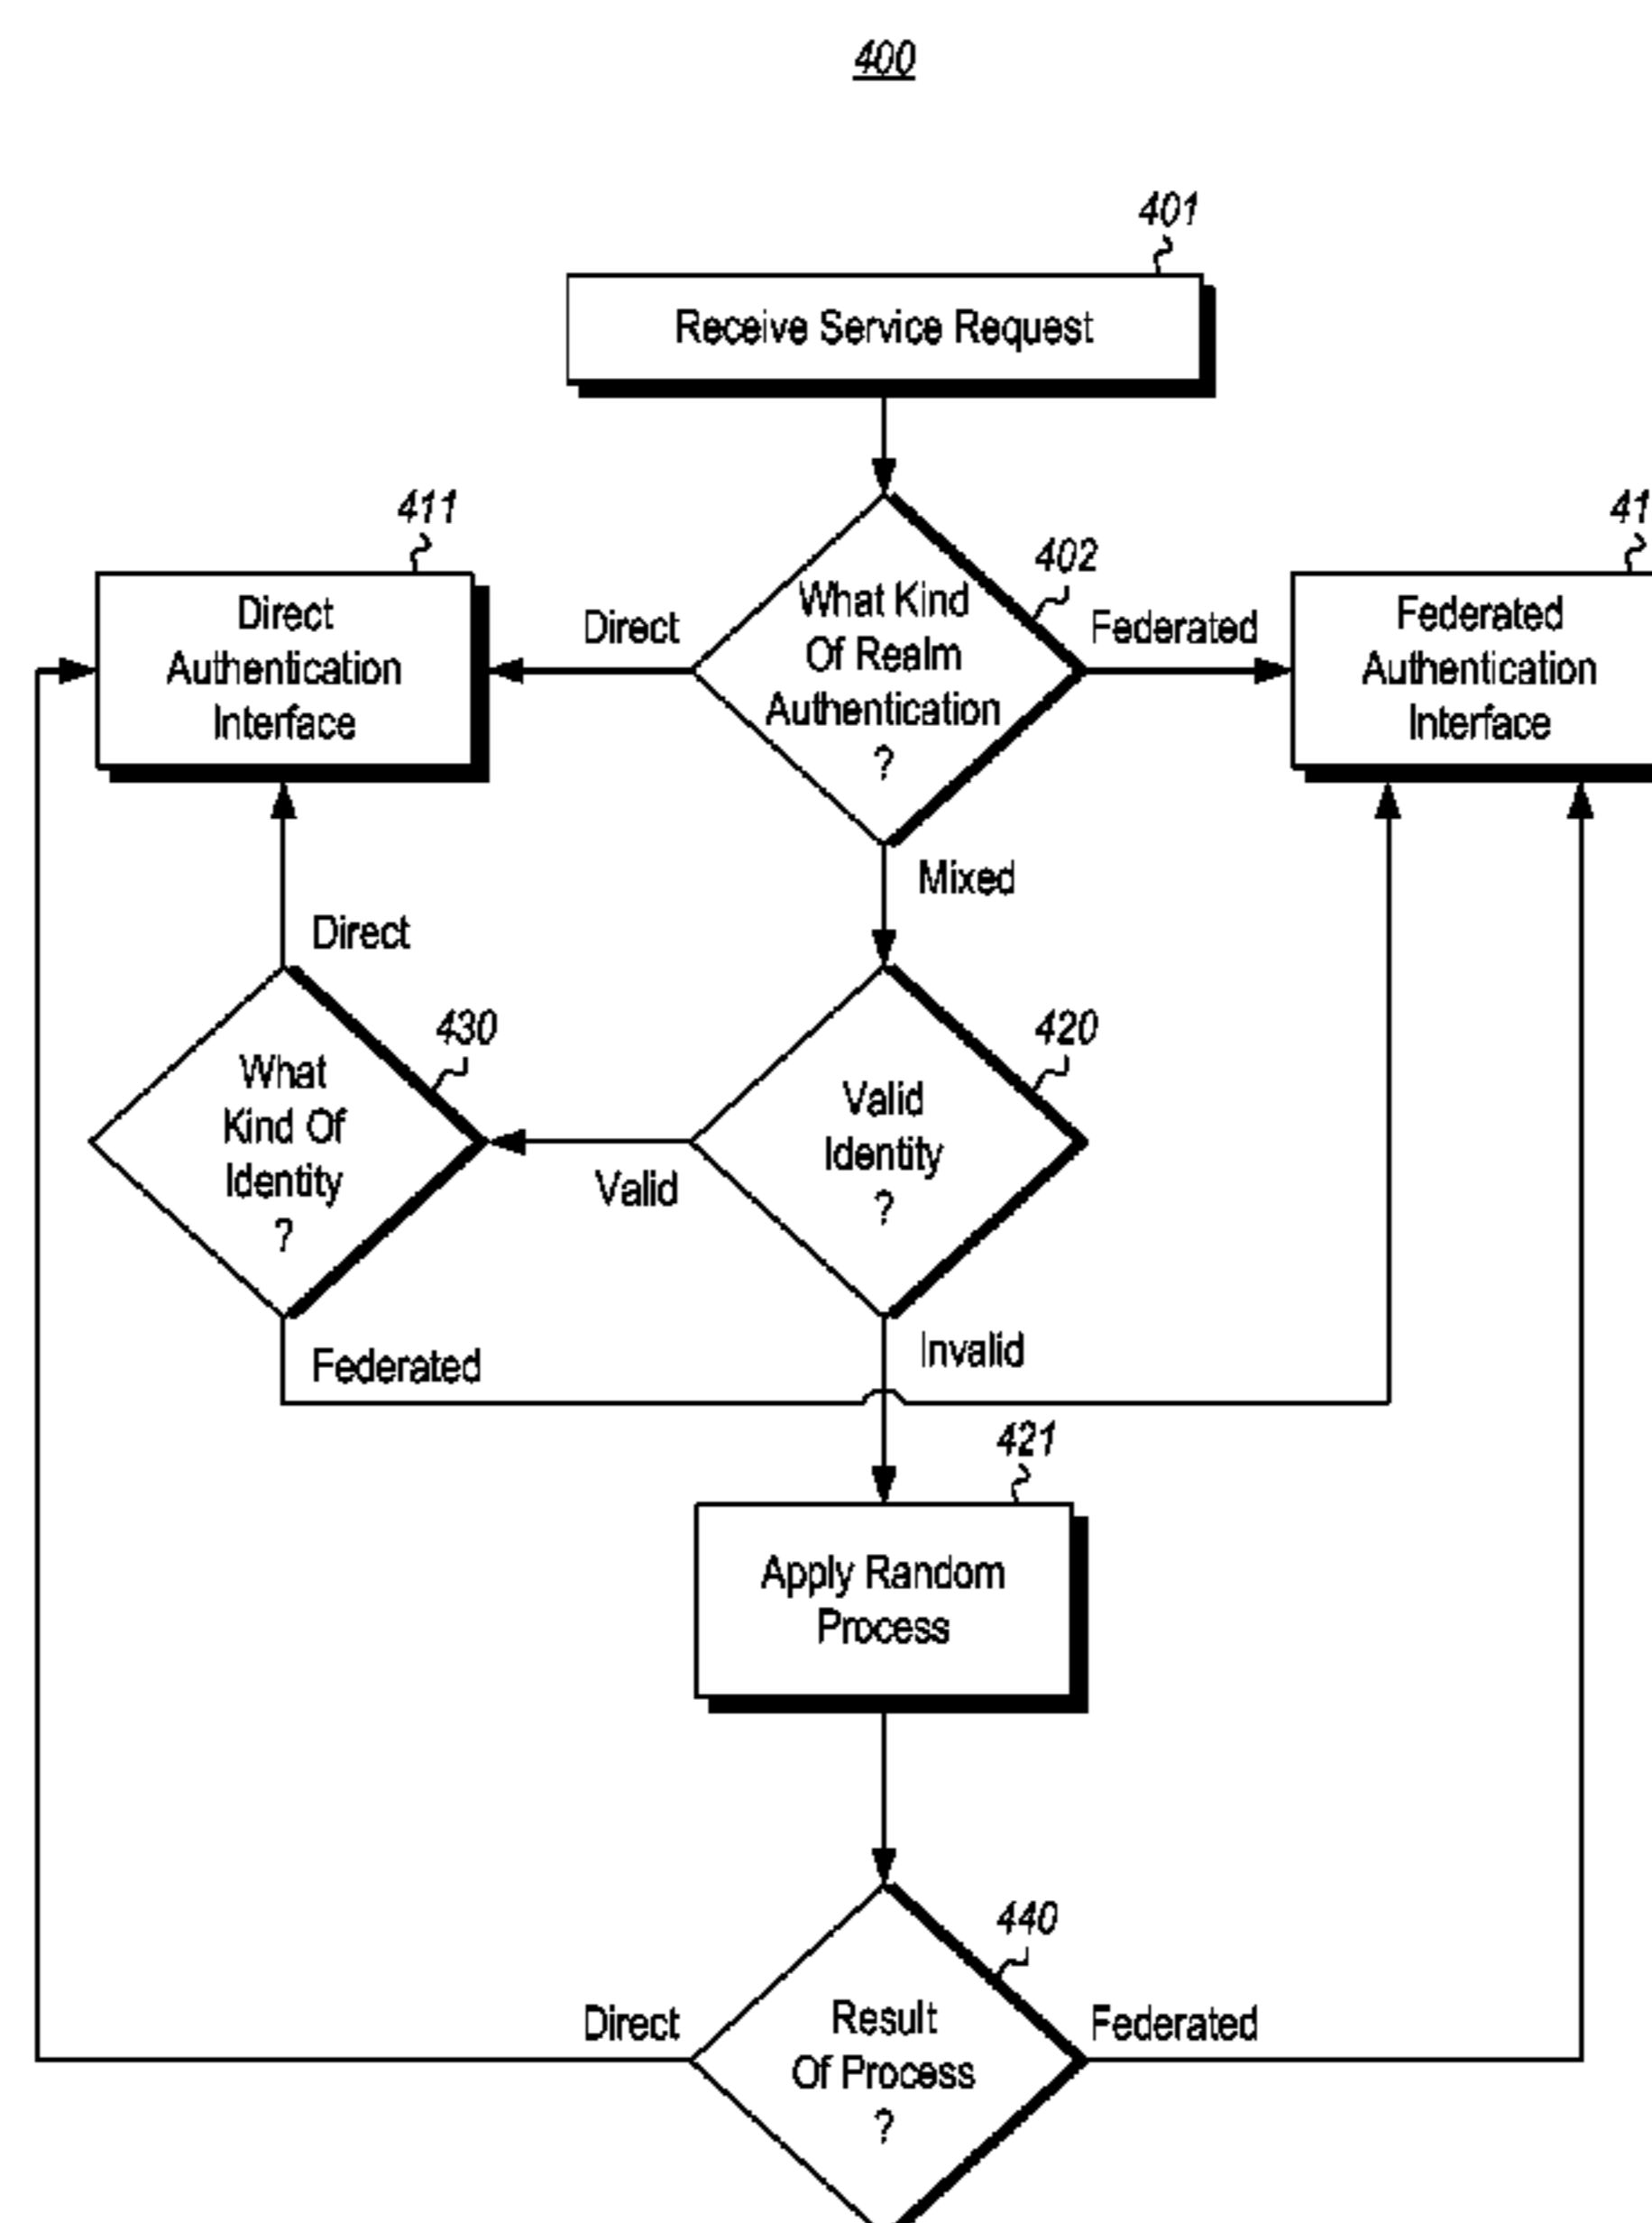 400
401
Receive Service Request
411
Direct
Authentication
Interface
402
What Kind
Of Realm
Authentication
?
Direct
Federated
41
Federated
Authentication
Interface
Mixed
Direct
430
What
Kind Of
Identity
?
420
Valid
Identity
?
Valid
Federated
Invalid
421
Apply Random
Process
440
Result
Of Process
?
Direct
Federated